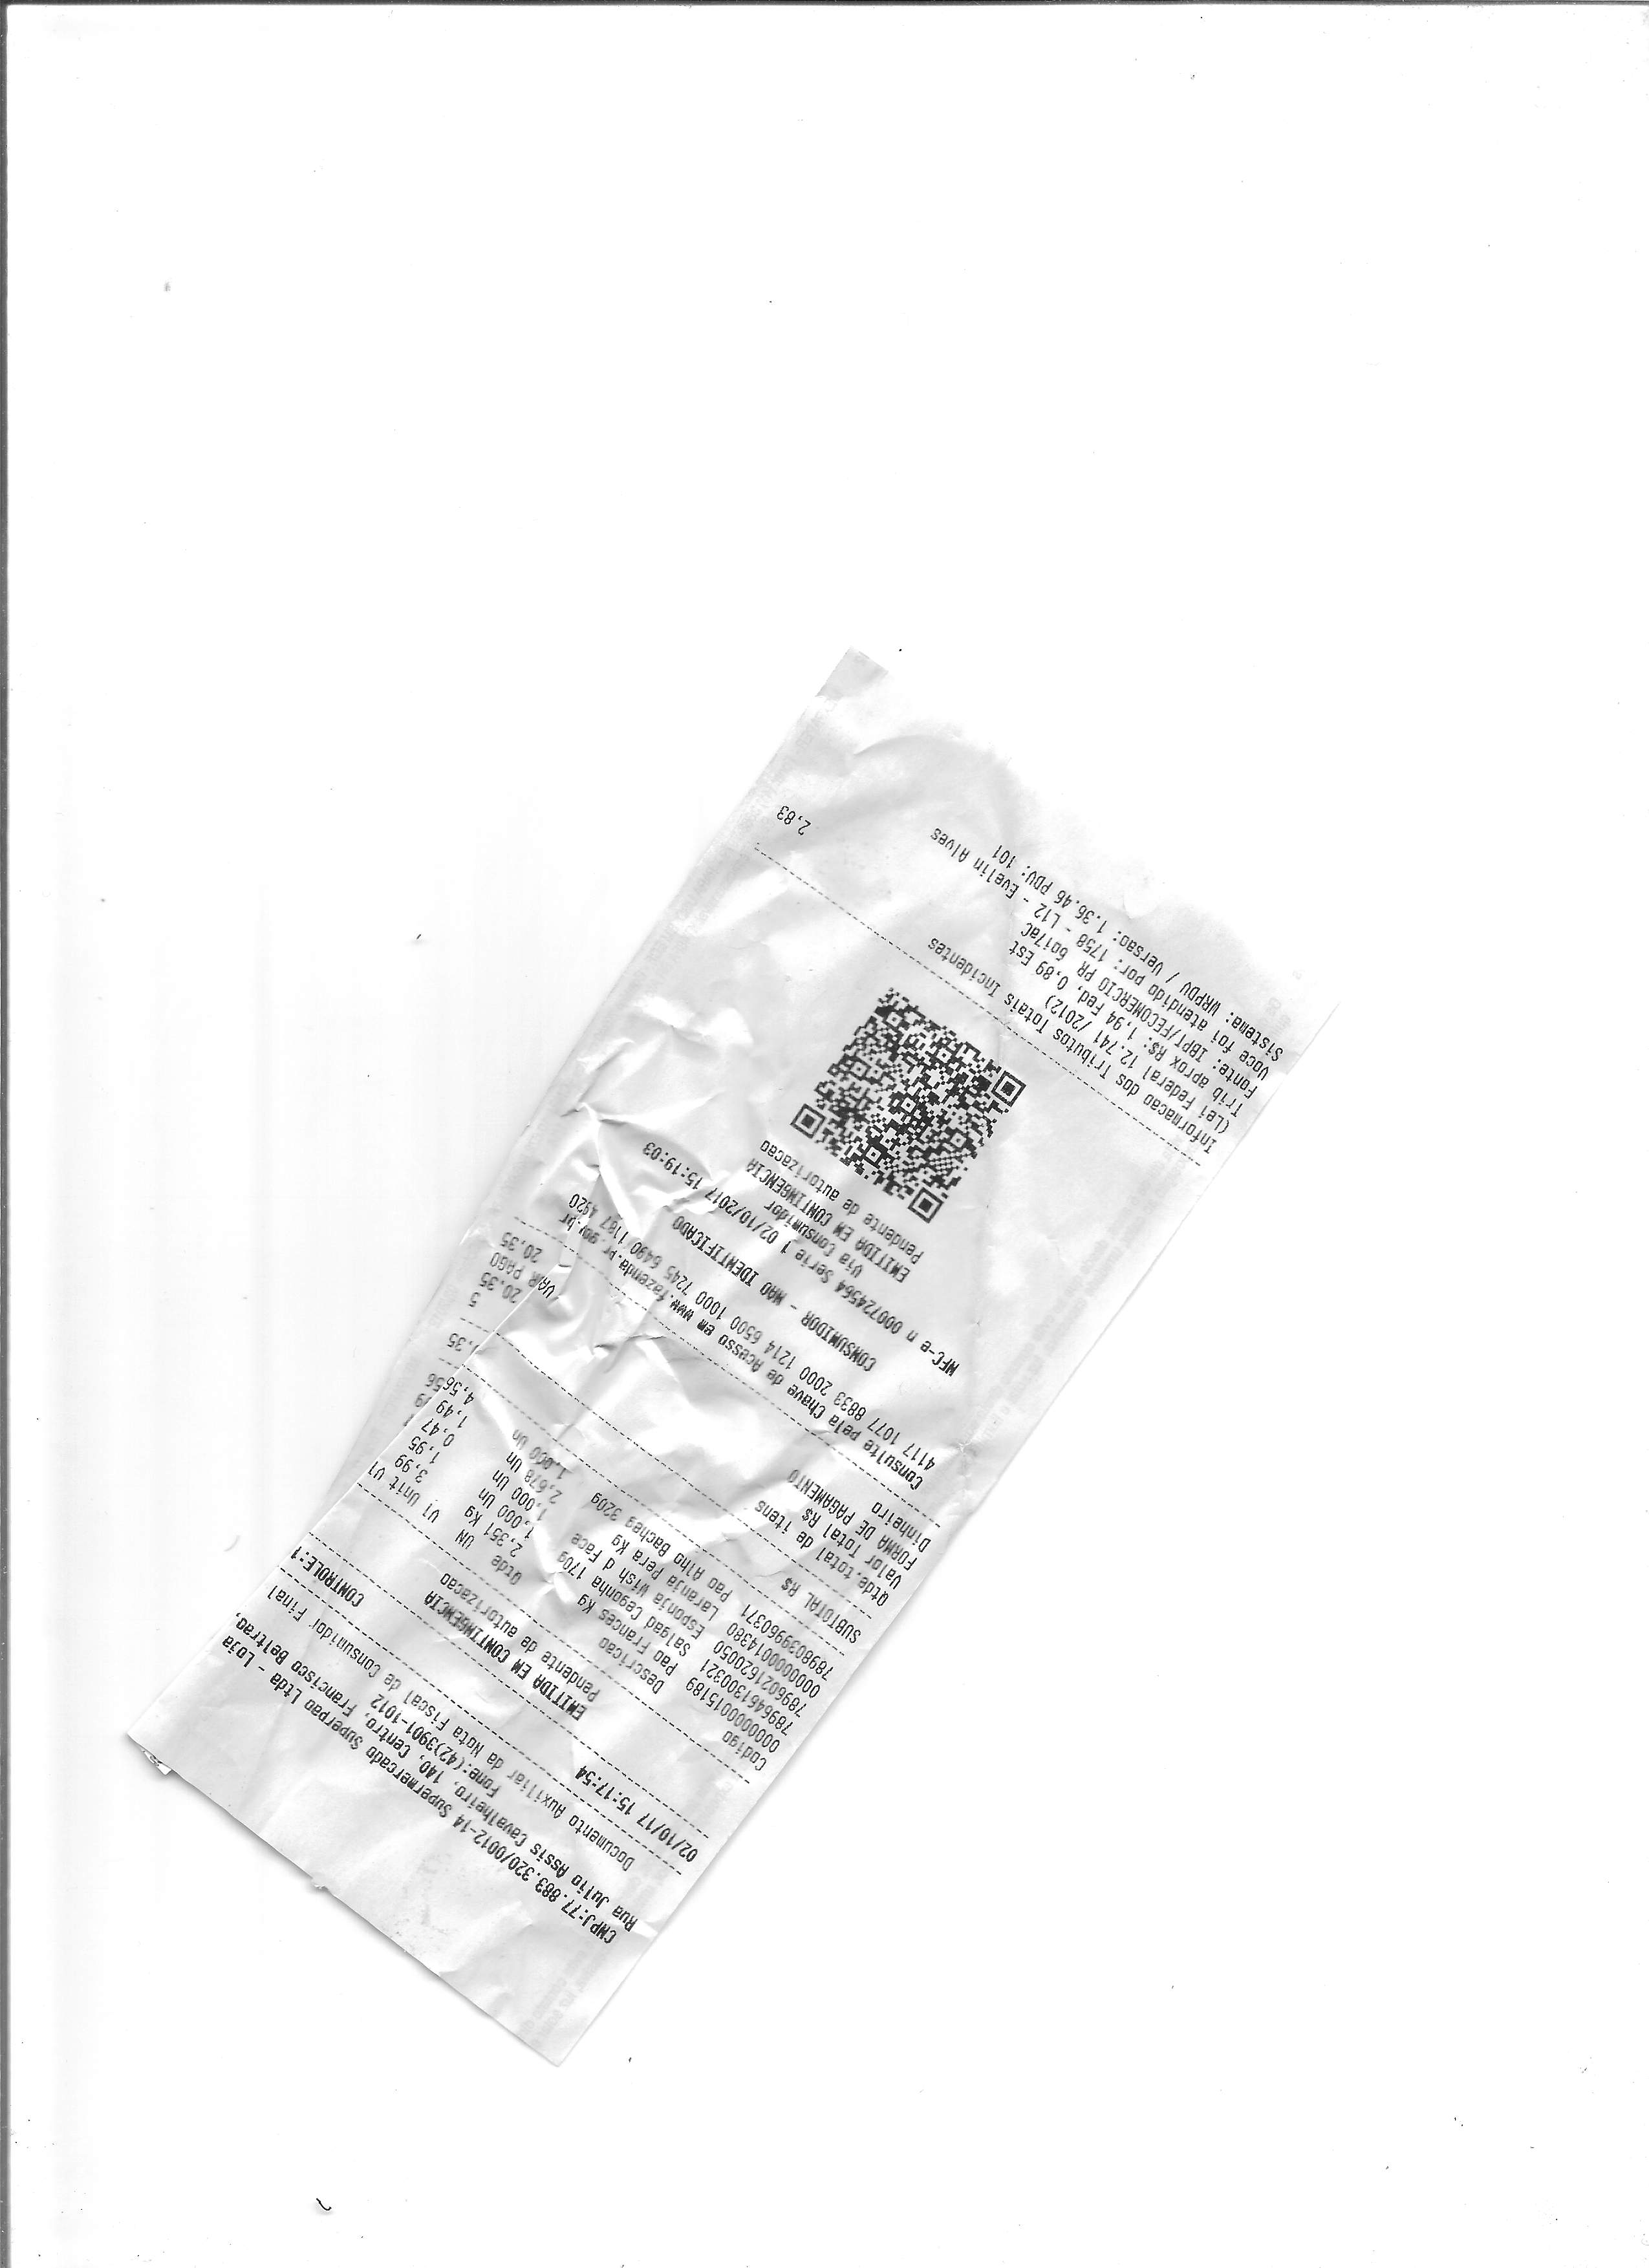 CNPJ:77.883.320/0012-14 Supermercado Superpao Ltda - Loja
Rua Julio Assis Cavalheiro, 140, Centro, Francisco Beltrao,
Fone:(42)3901-1012
Documento Auxiliar da Nota Fiscal de Consumidor Final
02/10/17 15:17:54 CONTROLE:1
EMITIDA EM CONTINGENCIA
Pendente de autorizacao
Codigo Descricao Qtde UN Vl Unit Vl
0000000015189 Pao Frances Kg 2,351 Kg 3,99
7896461300321 Salgad Cegonha 170g 1,000 Un 1,95
7896021620050 Esponja Wish d Face 1,000 Un 0,47
0000000014380 Laranja Pera Kg 2,678 Un 1,49
7898039960371 Pao Alho Baches 320g 1,000 Un 4,56
SUBTOTAL R$ ,35
Qtde.total de itens 5
Valor Total R$ 20,35
FORMA DE PAGAMENTO PAGO
Dinheiro 20,35
Consulte pela Chave de Acesso em www.fazenda.pr.gov.br
4117 1077 8833 2000 1214 6500 1000 7245 6490 1187 4920
CONSUMIDOR - NAO IDENTIFICADO
NFC-e n 000724564 Serie 1 02/10/2017 15:19:03
Via Consumidor
EMITIDA EM CONTINGENCIA
Pendente de autorizacao
Informacao dos Tributos Totais Incidentes
(Lei Federal 12.741 /2012) 2,83
Trib aprox R$: 1,94 Fed, 0,89 Est
Fonte: IBPT/FECOMERCIO PR 6oi7aC
Voce foi atendido por: 1758 - L12 - Evelin Alves
Sistema: WRPDV / Versao: 1.36.46 PDV: 101